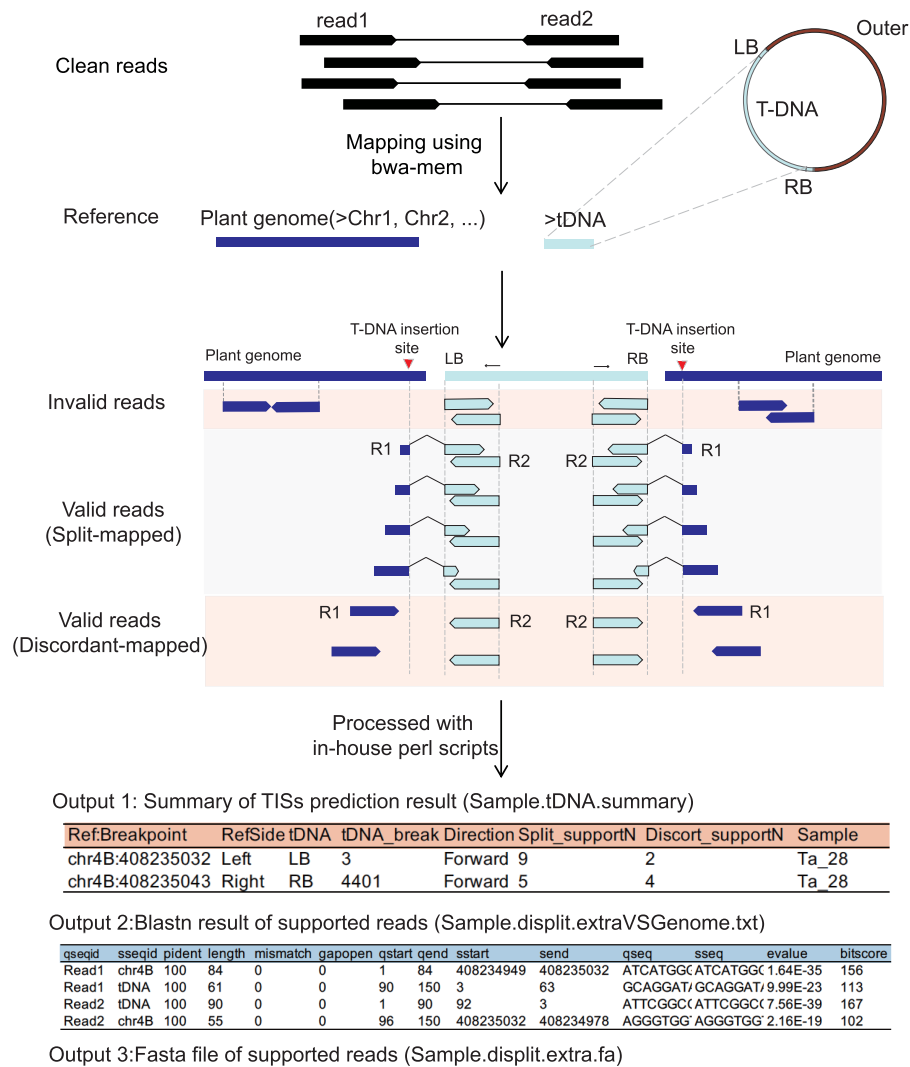 read1 read2
Outer
LB
Clean reads
T-DNA
Mapping using
bwa-mem
RB
Reference
Plant genome(>Chr1, Chr2, ...)
>tDNA
T-DNA insertion
site
T-DNA insertion
site
Plant genome
LB
RB
Plant genome
Invalid reads
R1
R2
R2
R1
Valid reads
(Split-mapped)
R1
R2
R2
R1
Valid reads
(Discordant-mapped)
Processed with
in-house perl scripts
Output 1: Summary of TISs prediction result (Sample.tDNA.summary)
Ref:Breakpoint RefSide tDNA tDNA_break Direction Split_supportN Discort_supportN Sample
chr4B:408235032 Left LB 3 Forward 9 2 Ta_28
chr4B:408235043 Right RB 4401 Forward 5 4 Ta_28
Output 2:Blastn result of supported reads (Sample.displit.extraVSGenome.txt)
qseqid sseqid pident length mismatch gapopen qstart qend sstart send qseq sseq evalue bitscore
Read1 chr4B 100 84 0 0 1 84 408234949 408235032 ATCATGGC ATCATGGC 1.64E-35 156
Read1 tDNA 100 61 0 0 90 150 3 63 GCAGGATA GCAGGATA 9.99E-23 113
Read2 tDNA 100 90 0 0 1 90 92 3 ATTCGGCC ATTCGGCC 7.56E-39 167
Read2 chr4B 100 55 0 0 96 150 408235032 408234978 AGGGTGG AGGGTGG 2.16E-19 102
Output 3:Fasta file of supported reads (Sample.displit.extra.fa)